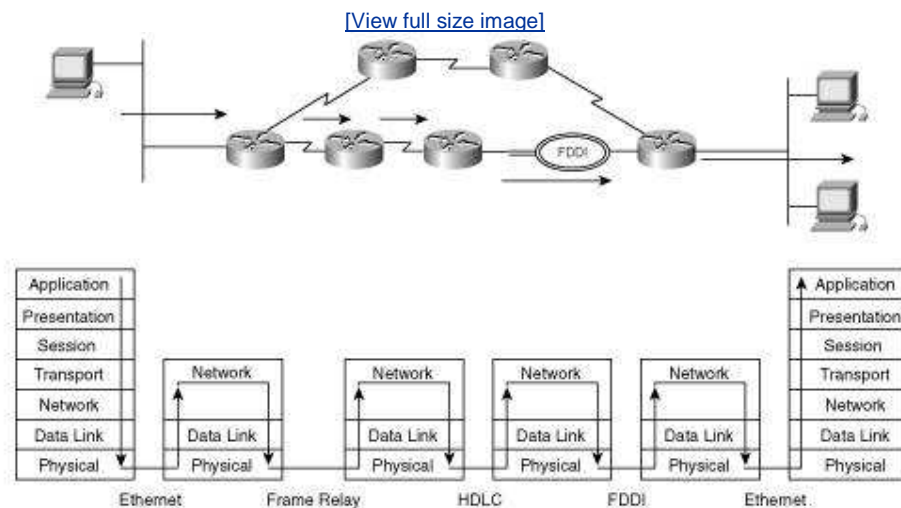 [View full size image]
FDDI
Application
Presentation
Session
Transport
Network
Data Link
Physical
Network
Data Link
Physical
Network
Data Link
Physical
Network
Data Link
Physical
Network
Data Link
Physical
Application
Presentation
Session
Transport
Network
Data Link
Physical
Ethernet
Frame Relay
HDLC
FDDI
Ethernet.